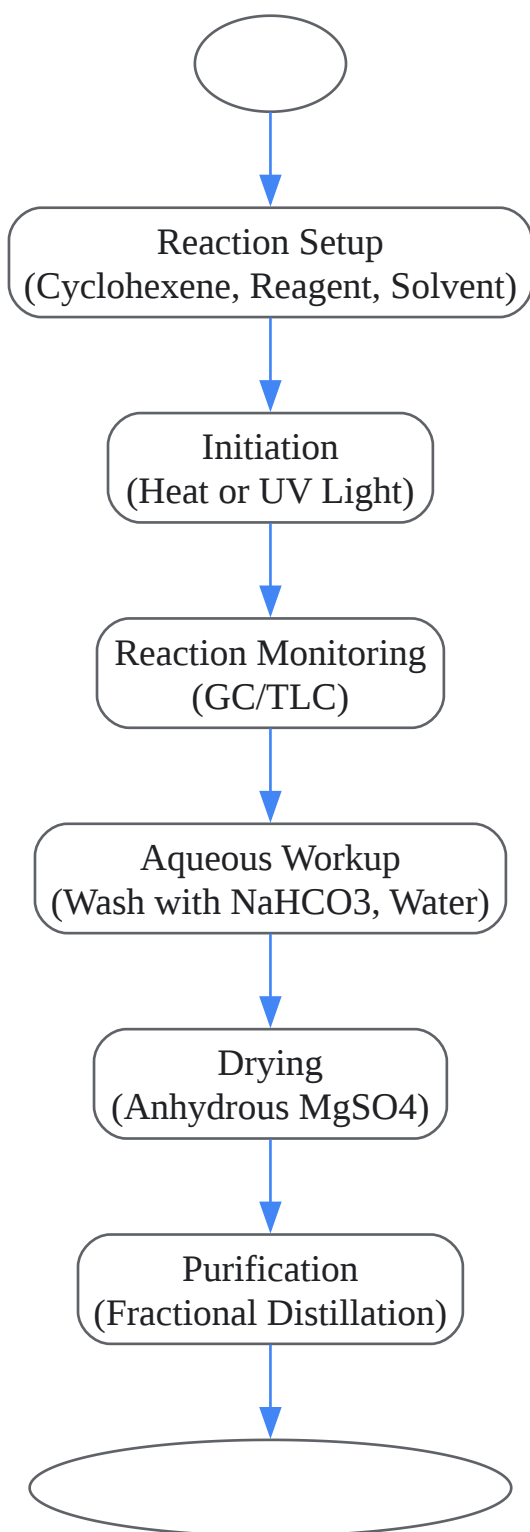 Reaction Setup
(Cyclohexene, Reagent, Solvent)
Initiation
(Heat or UV Light)
Reaction Monitoring
(GC/TLC)
Aqueous Workup
(Wash with NaHCO3, Water)
Drying
(Anhydrous MgSO4)
Purification
(Fractional Distillation)